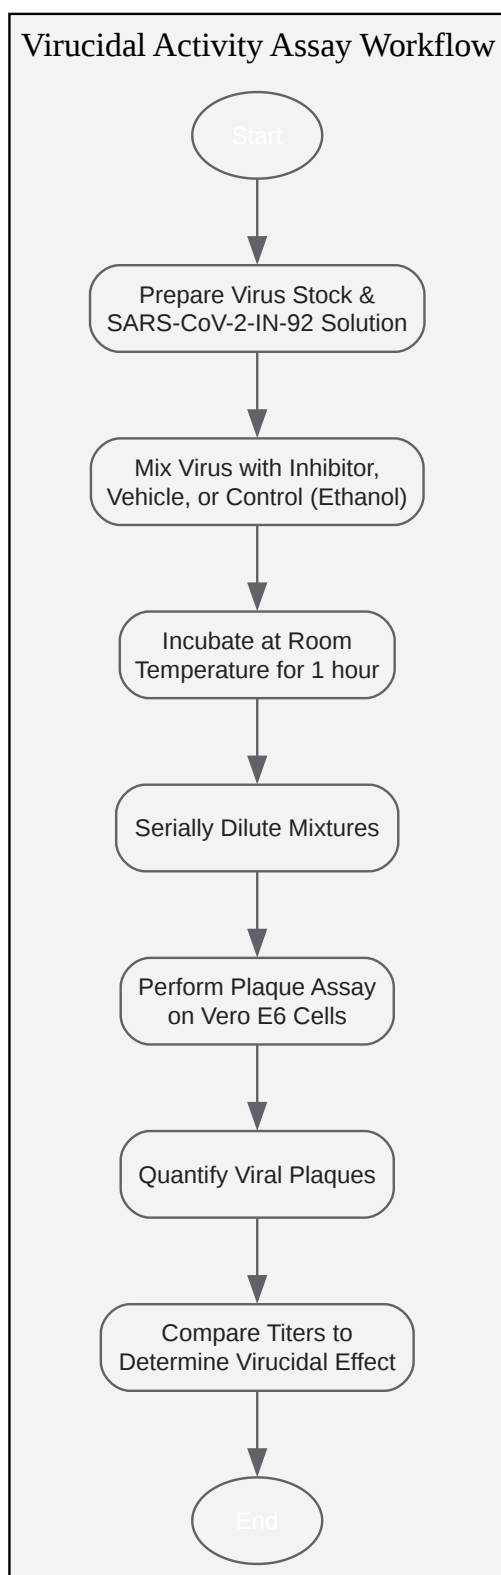 Virucidal Activity Assay Workflow
Start
Prepare Virus Stock &
SARS-CoV-2-IN-92 Solution
Mix Virus with Inhibitor,
Vehicle, or Control (Ethanol)
Incubate at Room
Temperature for 1 hour
Serially Dilute Mixtures
Perform Plaque Assay
on Vero E6 Cells
Quantify Viral Plaques
Compare Titers to
Determine Virucidal Effect
End